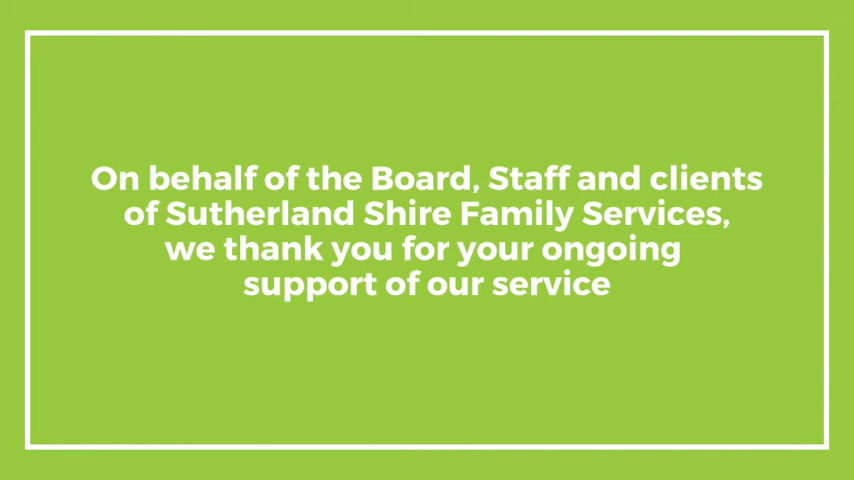 On behalf of the Board, Staff and clients
of Sutherland Shire Family Services,
we thank you for your ongoing
support of our service